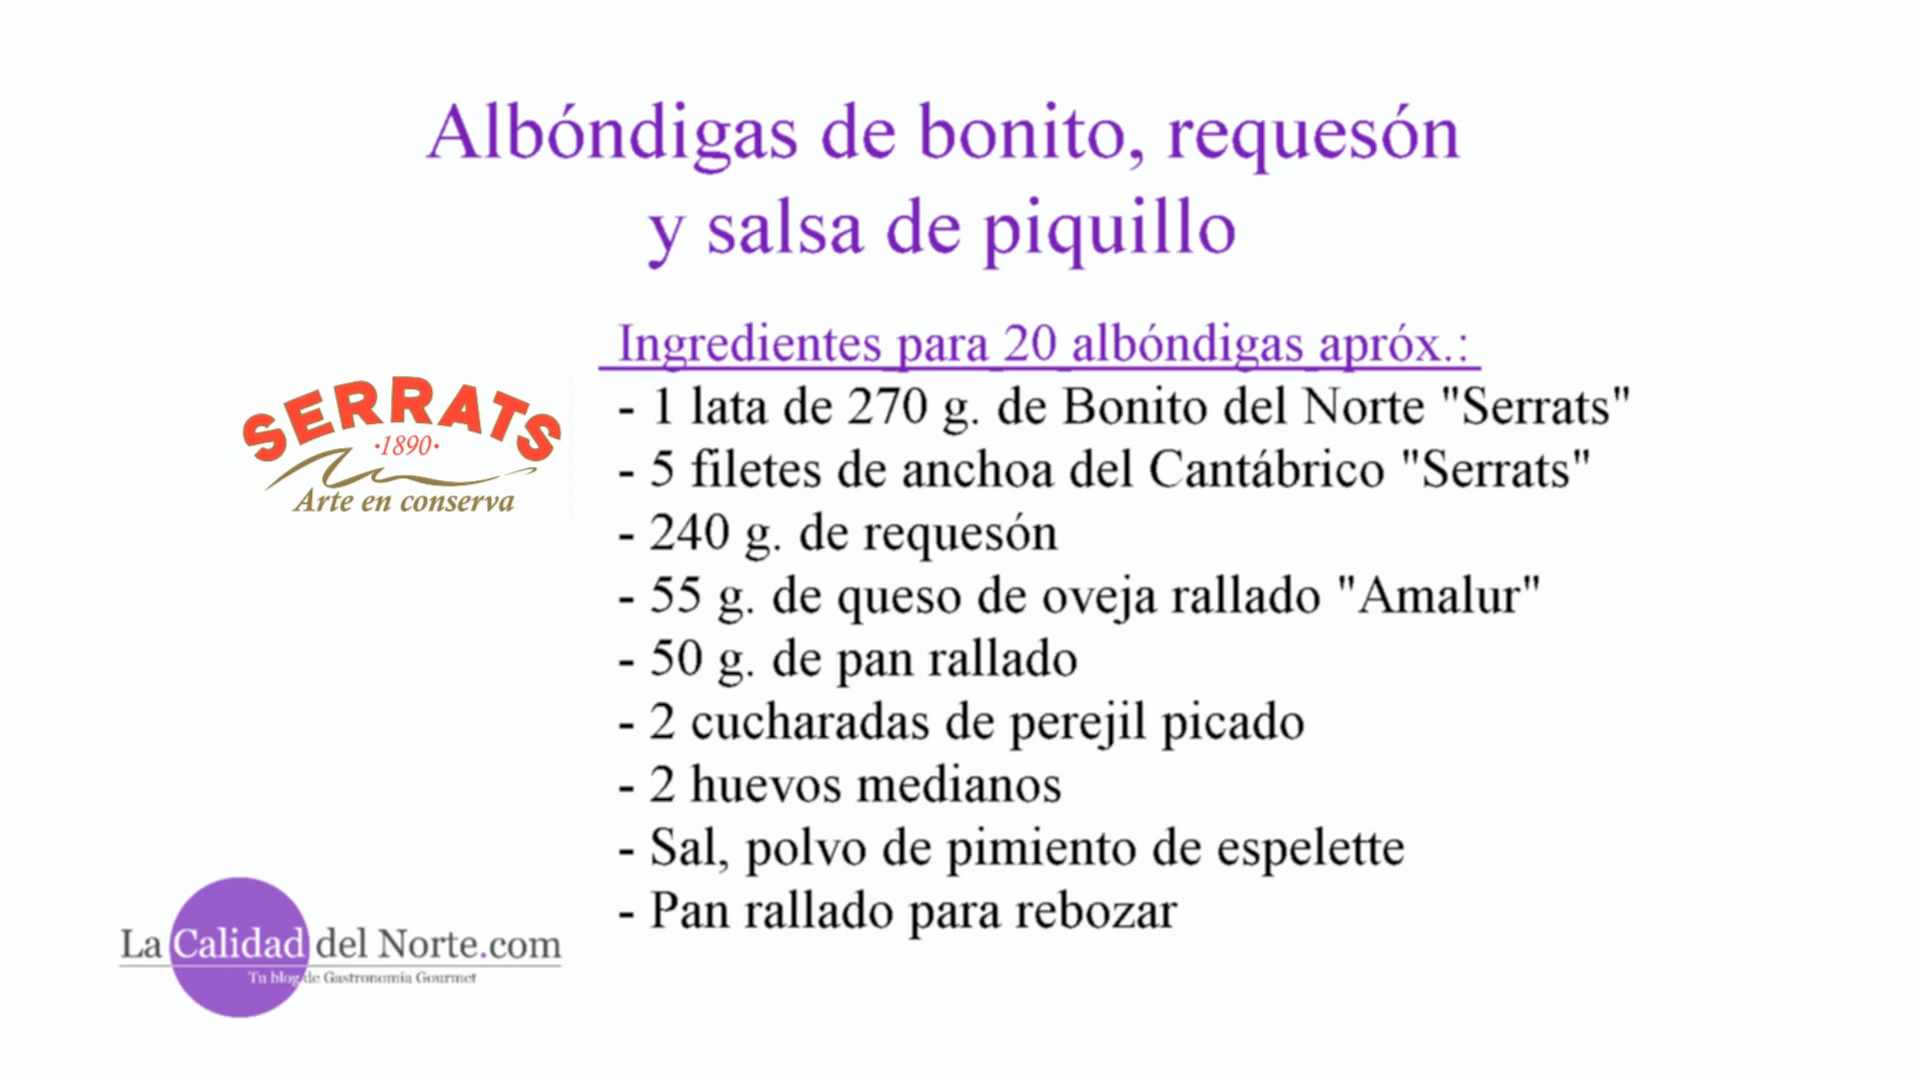 Albóndigas de bonito, requesón
y salsa de piquillo
Ingredientes para 20 albóndigas apróx.:
- 1 lata de 270 g. de Bonito del Norte "Serrats"
- 5 filetes de anchoa del Cantábrico "Serrats"
- 240 g. de requesón
- 55 g. de queso de oveja rallado "Amalur"
- 50 g. de pan rallado
- 2 cucharadas de perejil picado
- 2 huevos medianos
- Sal, polvo de pimiento de espelette
- Pan rallado para rebozar
SERRATS
·1890·
Arte en conserva
La Calidad del Norte.com
Tu blog de Gastronomía Gourmet